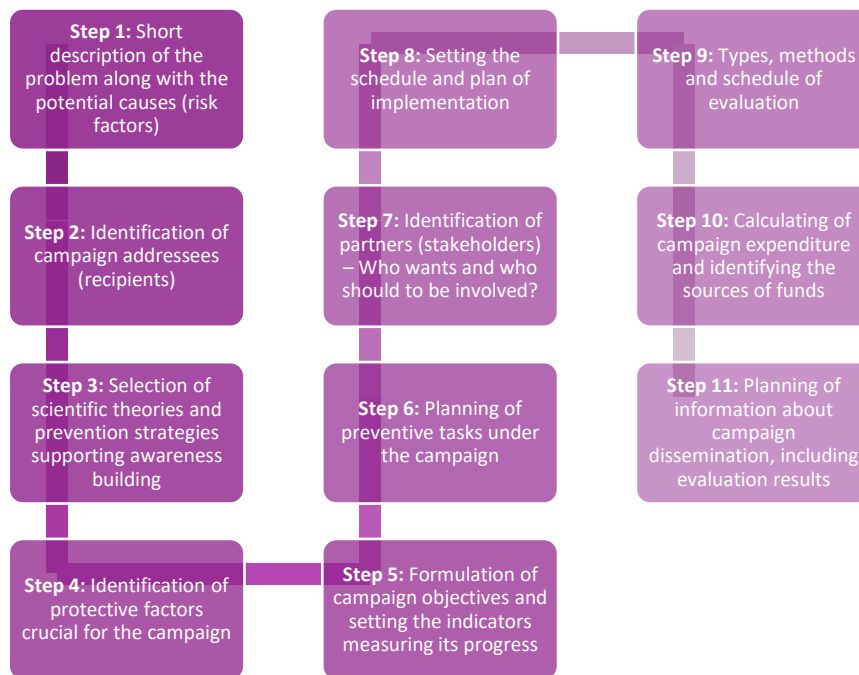 Step 1: Short
description of the
problem along with the
potential causes (risk
factors)
Step 2: Identification of
campaign addressees
(recipients)
Step 3: Selection of
scientific theories and
prevention strategies
supporting awareness
building
Step 4: Identification of
protective factors
crucial for the campaign
Step 5: Formulation of
campaign objectives and
setting the indicators
measuring its progress
Step 6: Planning of
preventive tasks under
the campaign
Step 7: Identification of
partners (stakeholders)
– Who wants and who
should to be involved?
Step 8: Setting the
schedule and plan of
implementation
Step 9: Types, methods
and schedule of
evaluation
Step 10: Calculating of
campaign expenditure
and identifying the
sources of funds
Step 11: Planning of
information about
campaign
dissemination, including
evaluation results